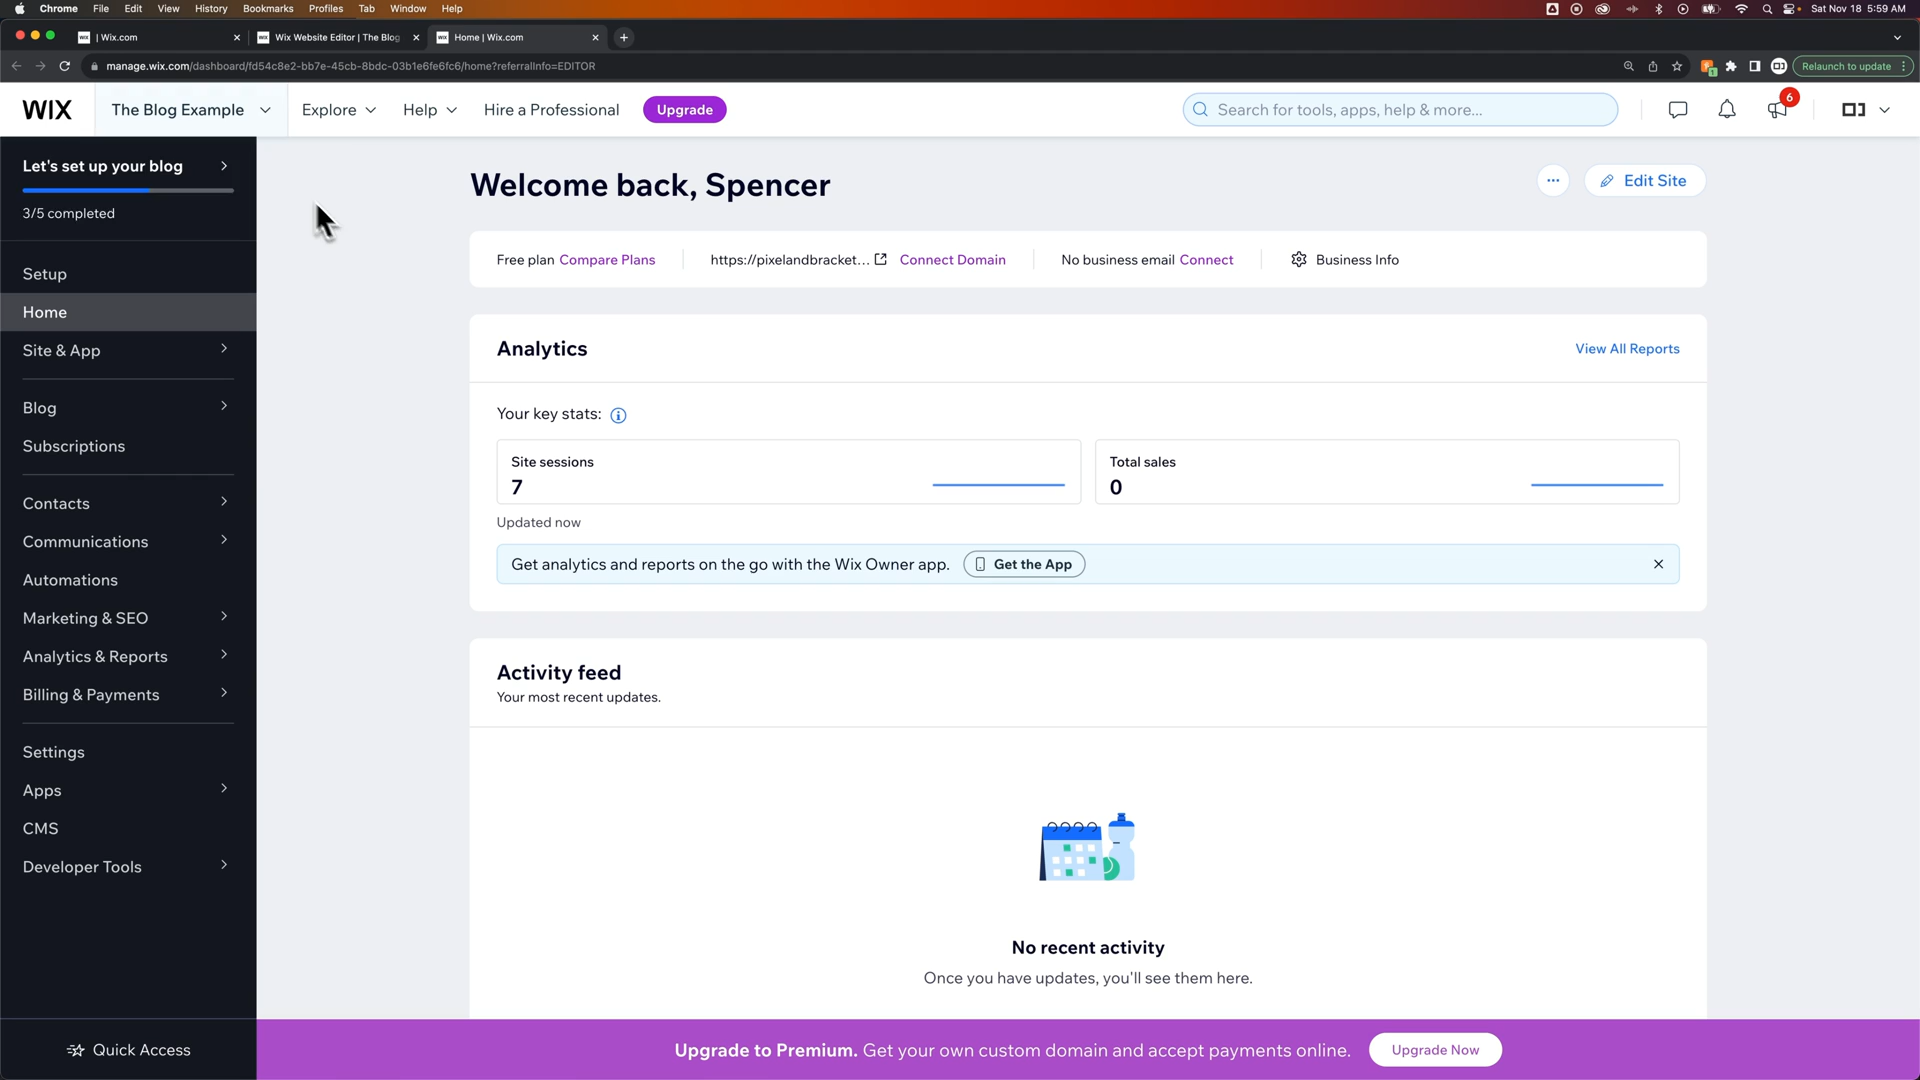 Chrome File Edit View History Bookmarks Profiles Tab Window Help Sat Nov 18 5:59 AM
WIX | Wix.com WIX Wix Website Editor | The Blog WIX Home | Wix.com
manage.wix.com/dashboard/fd54c8e2-bb7e-45cb-8bdc-03b1e6fe6fc6/home?referralInfo=EDITOR 1 Relaunch to update
WIX The Blog Example Explore Help Hire a Professional Upgrade Search for tools, apps, help & more... 6
Let's set up your blog
3/5 completed
Setup
Home
Site & App
Blog
Subscriptions
Contacts
Communications
Automations
Marketing & SEO
Analytics & Reports
Billing & Payments
Settings
Apps
CMS
Developer Tools
Quick Access
Welcome back, Spencer
Edit Site
Free plan Compare Plans https://pixelandbracket... Connect Domain No business email Connect Business Info
Analytics View All Reports
Your key stats:
Site sessions
7
Total sales
0
Updated now
Get analytics and reports on the go with the Wix Owner app. Get the App
Activity feed
Your most recent updates.
No recent activity
Once you have updates, you'll see them here.
Upgrade to Premium. Get your own custom domain and accept payments online. Upgrade Now